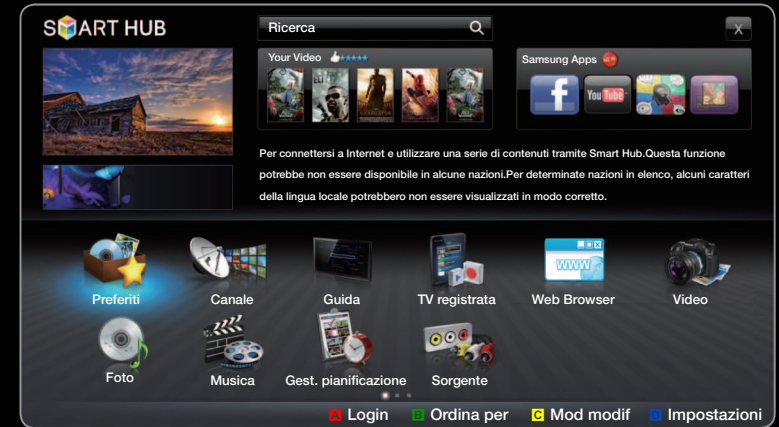 SMART HUB
Ricerca
X
Your Video
Samsung Apps
You Tube
Per connettersi a Internet e utilizzare una serie di contenuti tramite Smart Hub.Questa funzione
potrebbe non essere disponibile in alcune nazioni.Per determinate nazioni in elenco, alcuni caratteri
della lingua locale potrebbero non essere visualizzati in modo corretto.
www
Preferiti
Canale
Guida
TV registrata
Web Browser
Video
Foto
Musica
Gest. pianificazione
Sorgente
A Login B Ordina per C Mod modif D Impostazioni